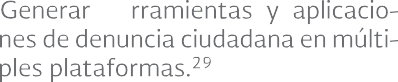 Generar rramientas y aplicacio-
nes de denuncia ciudadana en múlti-
ples plataformas.29